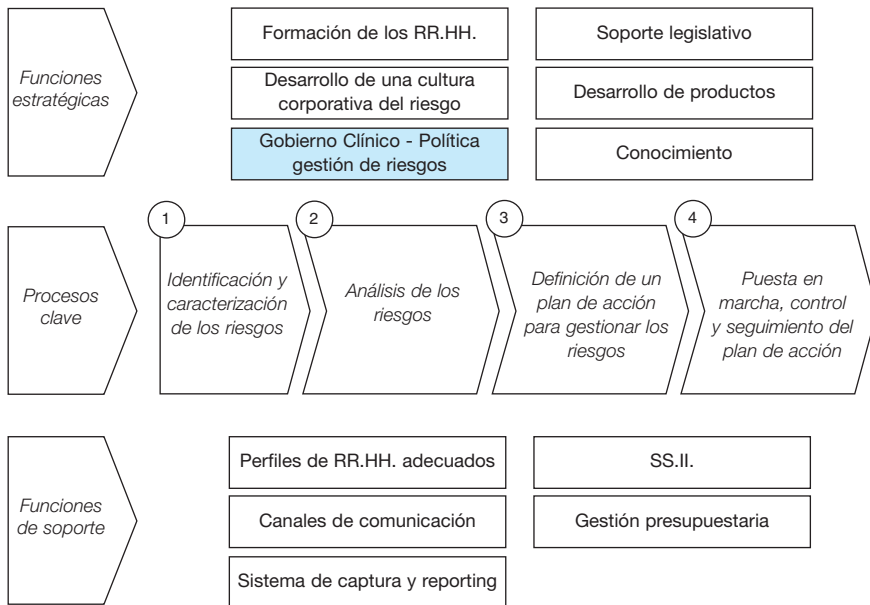 Funciones
estratégicas
Formación de los RR.HH.
Soporte legislativo
Desarrollo de una cultura
corporativa del riesgo
Desarrollo de productos
Gobierno Clínico - Política
gestión de riesgos
Conocimiento
Procesos
clave
1
Identificación y
caracterización
de los riesgos
2
Análisis de los
riesgos
3
Definición de un
plan de acción
para gestionar los
riesgos
4
Puesta en
marcha, control
y seguimiento del
plan de acción
Funciones
de soporte
Perfiles de RR.HH. adecuados
SS.II.
Canales de comunicación
Gestión presupuestaria
Sistema de captura y reporting